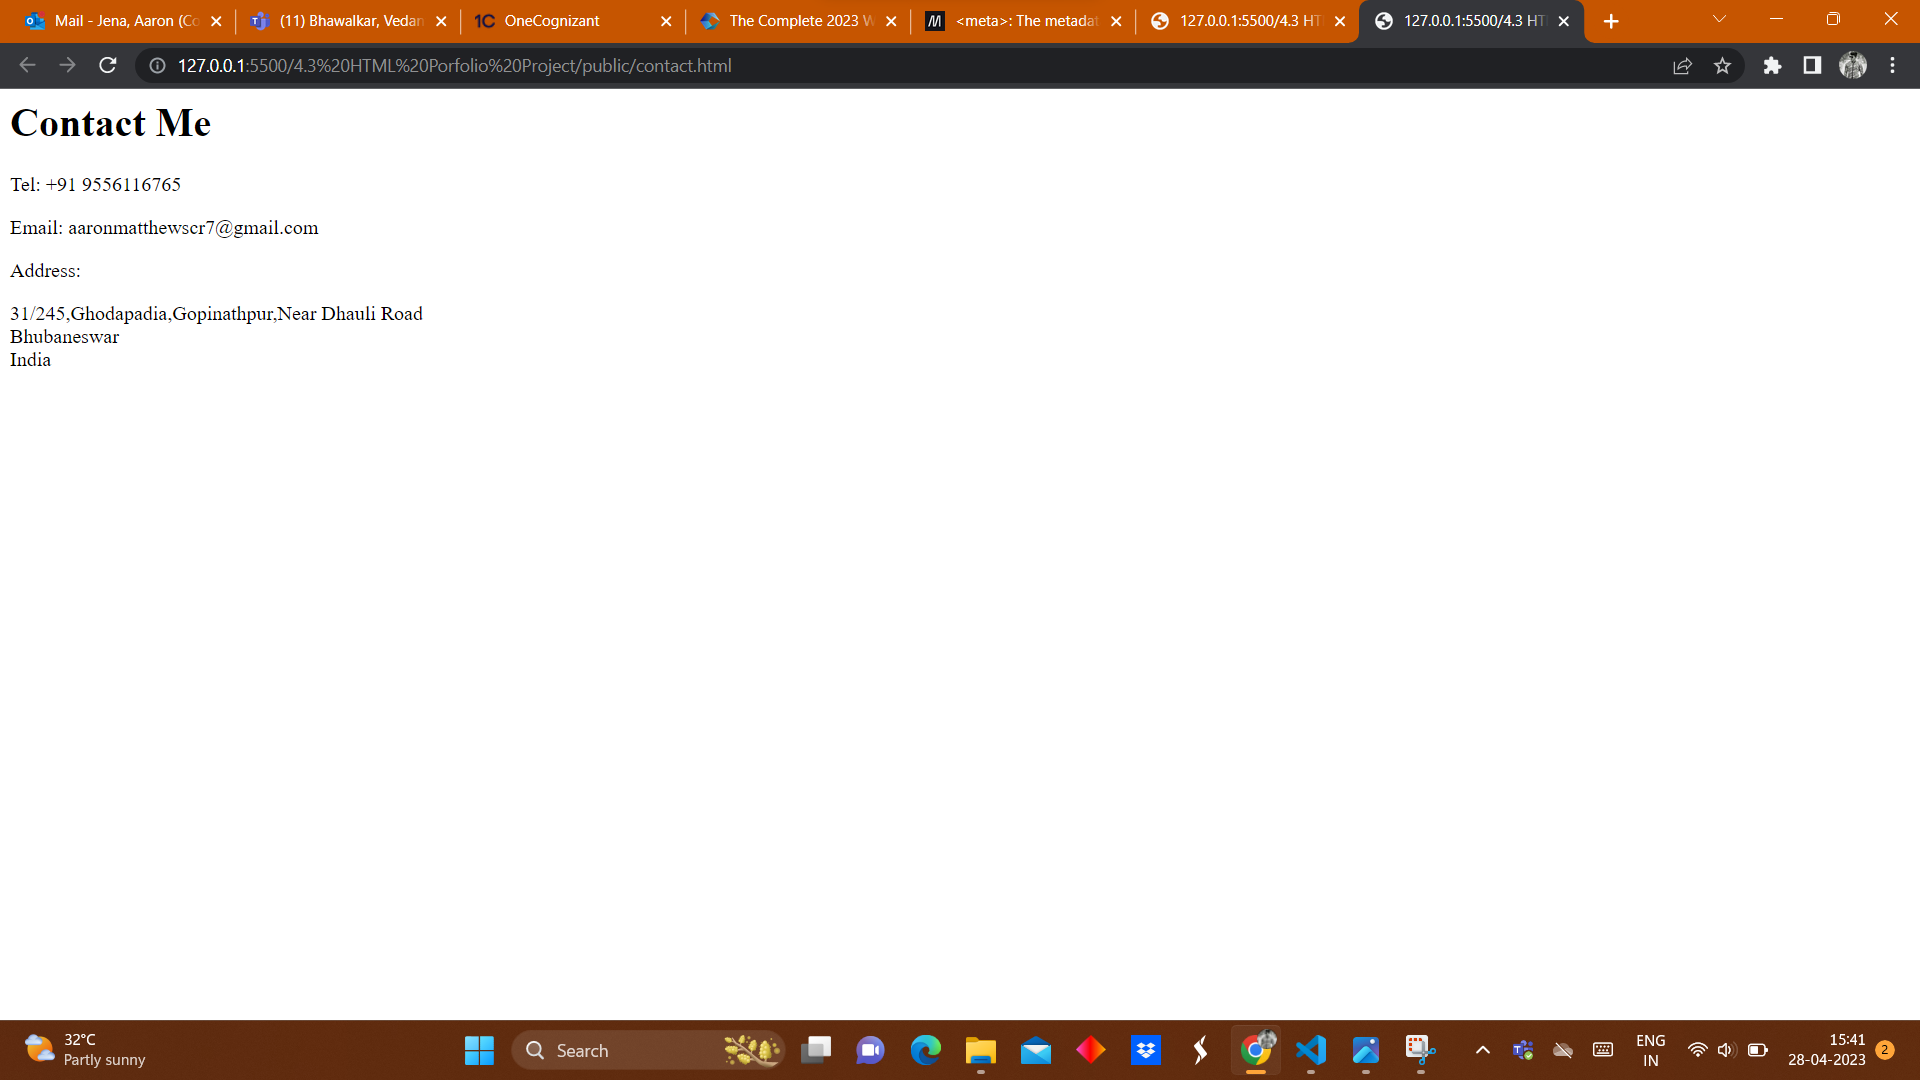 Mail - Jena, Aaron (Co
(11) Bhawalkar, Vedan
1C OneCognizant
The Complete 2023 W
<meta>: The metadat
127.0.0.1:5500/4.3 HT
127.0.0.1:5500/4.3 HT
127.0.0.1:5500/4.3%20HTML%20Porfolio%20Project/public/contact.html
Contact Me
Tel: +91 9556116765
Email: aaronmatthewscr7@gmail.com
Address:
31/245,Ghodapadia,Gopinathpur,Near Dhauli Road
Bhubaneswar
India
32°C
Partly sunny
Search
ENG
IN
15:41
28-04-2023
2